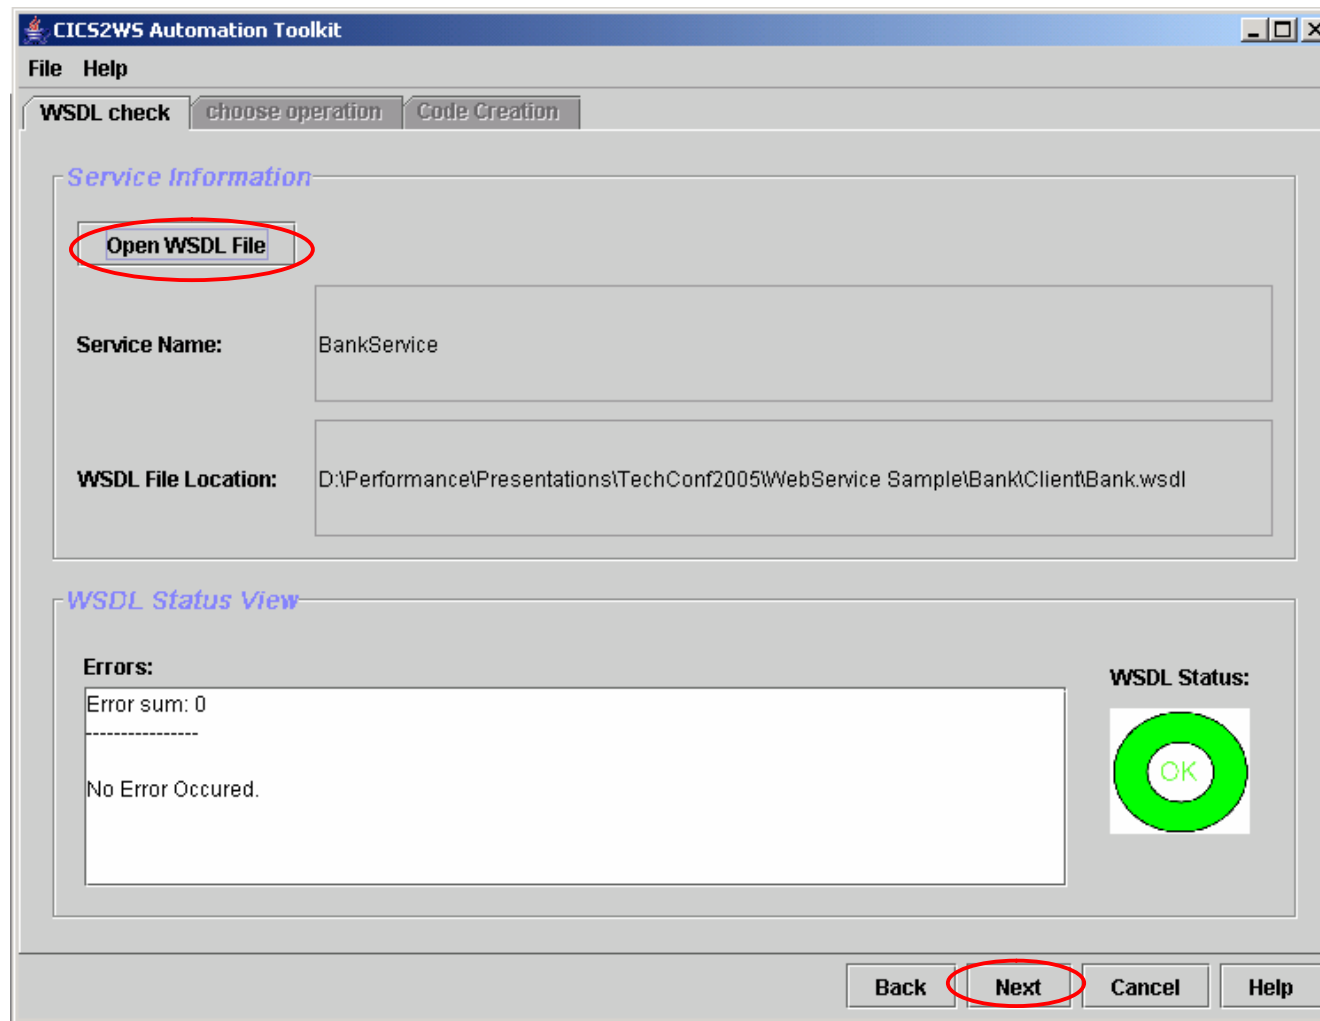 CICS2WS Automation Toolkit
File Help
WSDL check choose operation Code Creation
Service Information
Open WSDL File
Service Name: BankService
WSDL File Location: D:\Performance\Presentations\TechConf2005\WebService Sample\Bank\Client\Bank.wsdl
WSDL Status View
Errors:
WSDL Status:
Error sum: 0
----------------
No Error Occured.
OK
Back Next Cancel Help